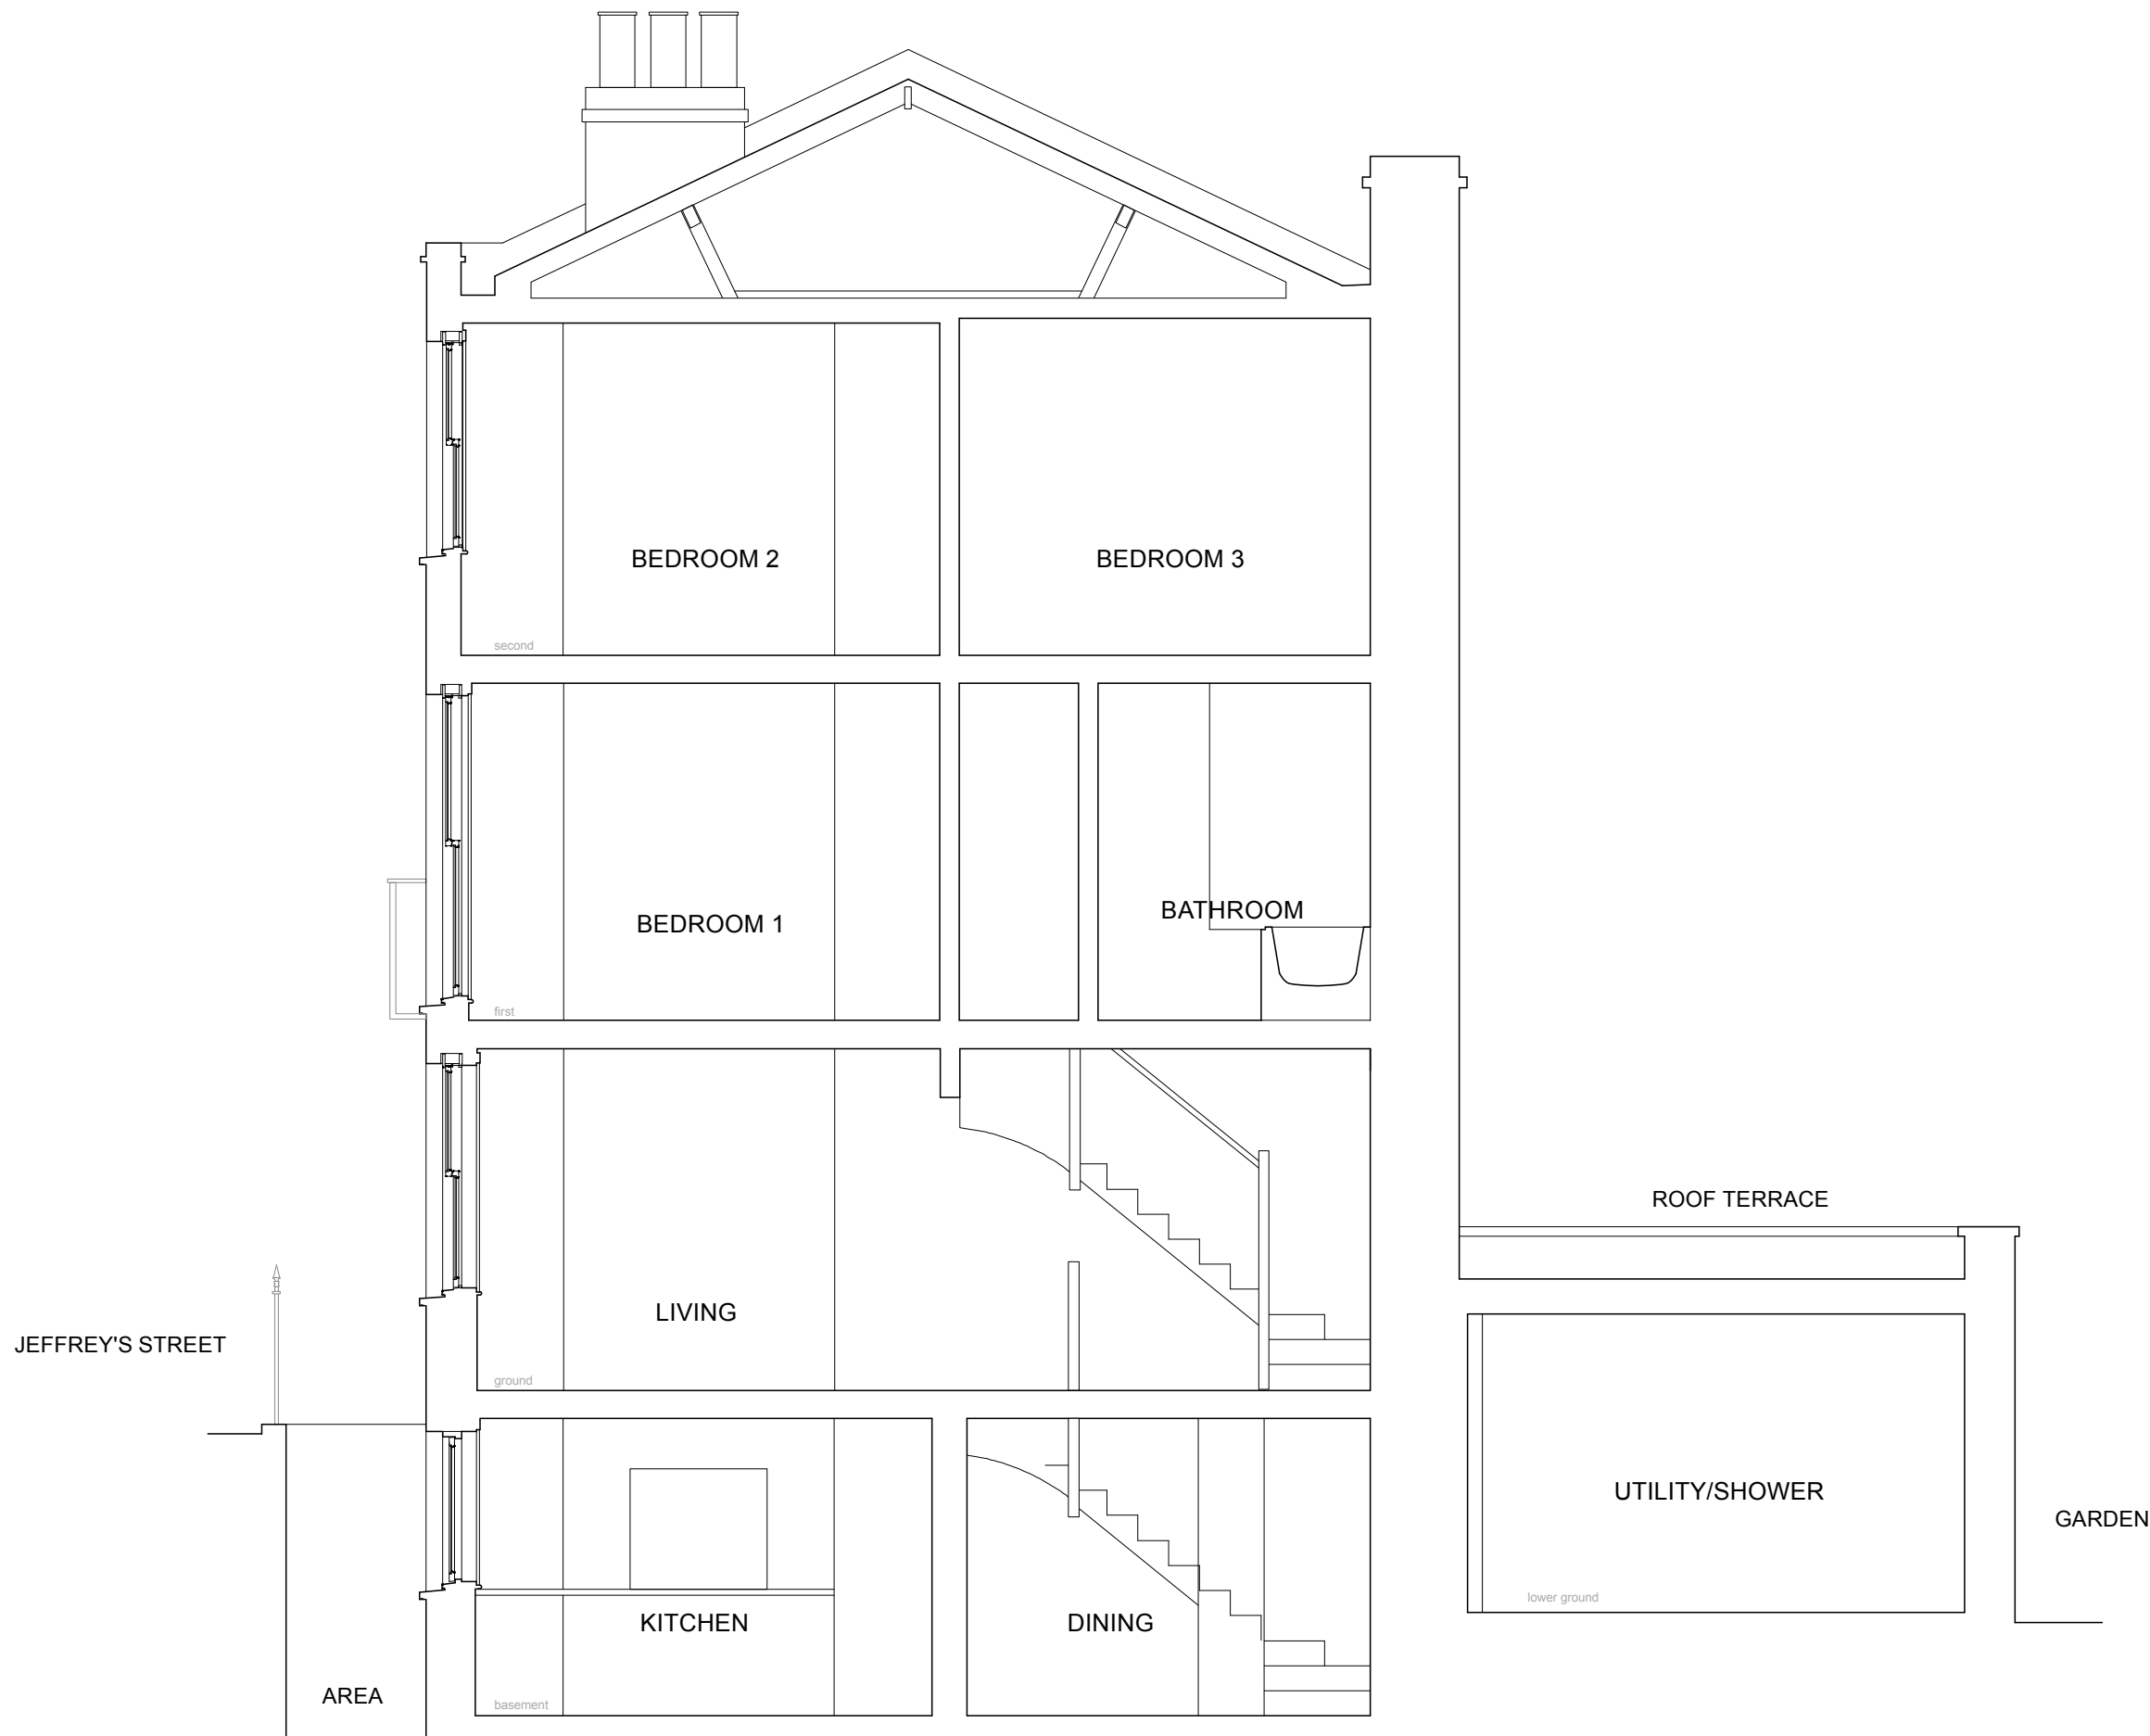 BEDROOM 2
BEDROOM 3
second
BEDROOM 1
BATHROOM
first
ROOF TERRACE
LIVING
JEFFREY'S STREET
ground
UTILITY/SHOWER
GARDEN
lower ground
KITCHEN
DINING
AREA
basement